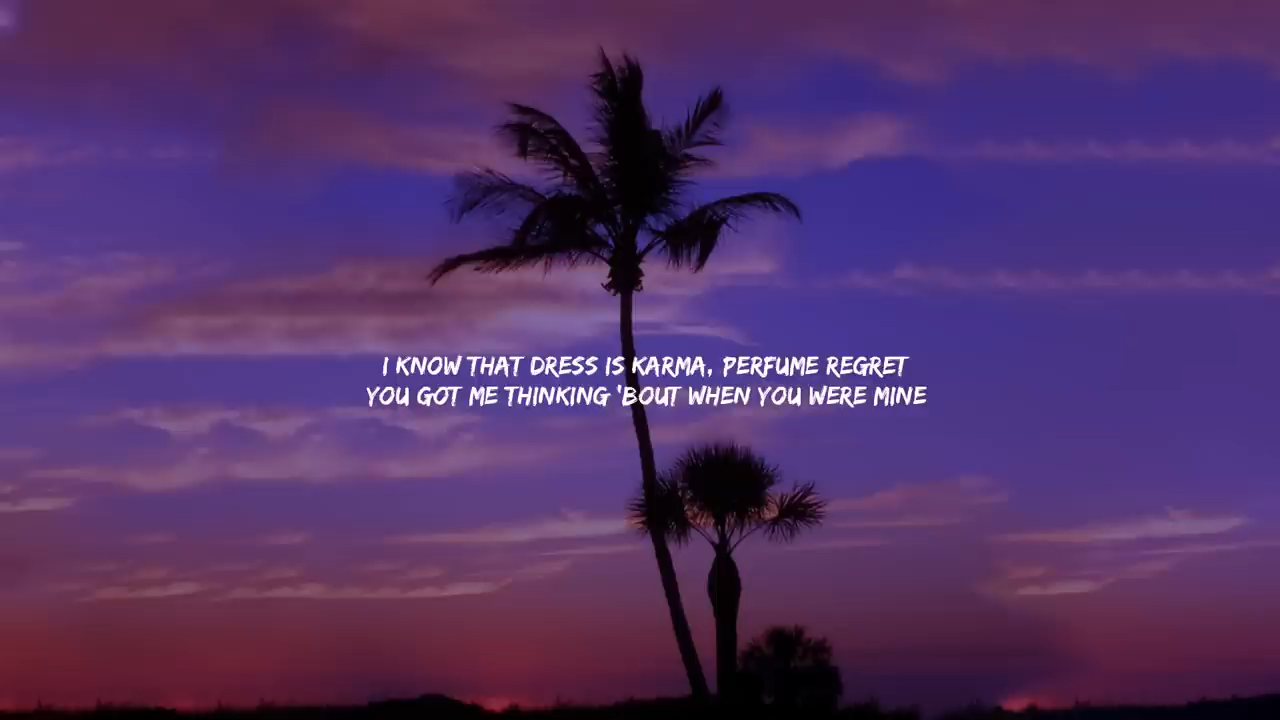 I KNOW THAT DRESS IS KARMA, PERFUME REGRET
YOU GOT ME THINKING 'BOUT WHEN YOU WERE MINE